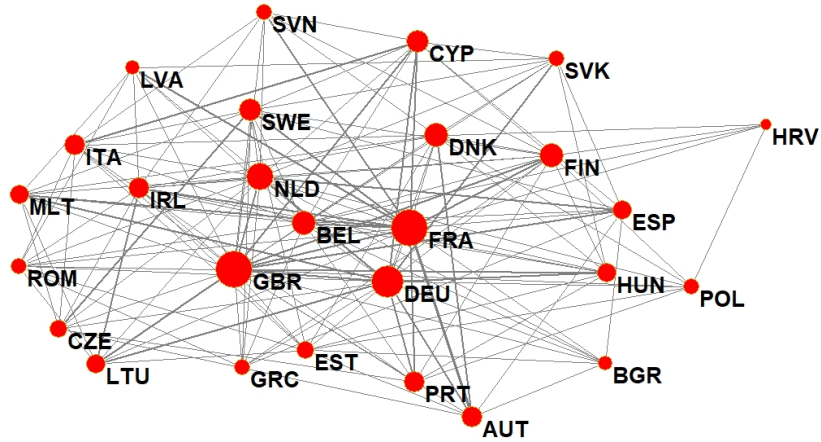 SVN
CYP
SVK
LVA
SWE
HRV
DNK
ITA
FIN
NLD
IRL
MLT
ESP
BEL
FRA
ROM
GBR
DEU
HUN
POL
CZE
EST
LTU
GRC
PRT
BGR
AUT